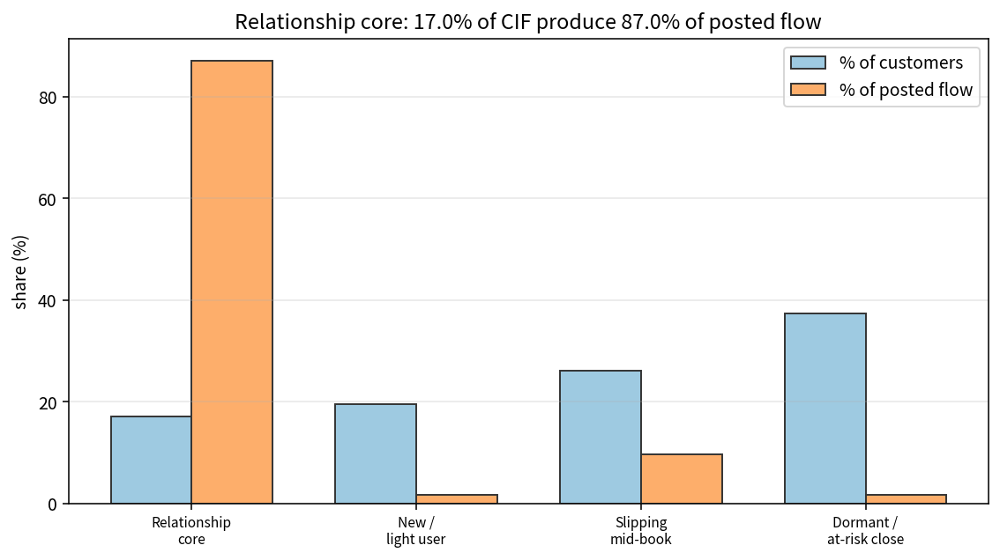 Relationship core: 17.0% of CIF produce 87.0% of posted flow
% of customers
% of posted flow
share (%)
80
60
40
20
0
Relationship
core
New /
light user
Slipping
mid-book
Dormant /
at-risk close